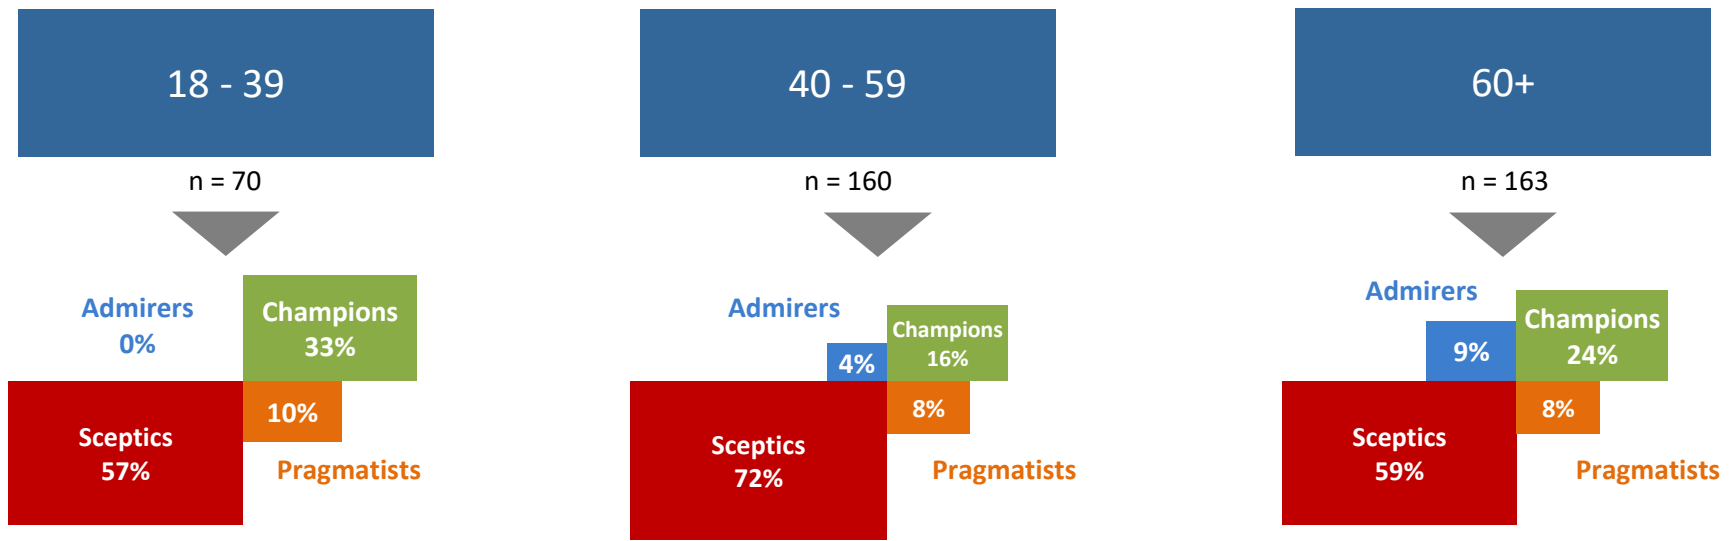 18 - 39
n = 70
Admirers
0%
Champions
33%
Sceptics
57%
10%
Pragmatists
40 - 59
n = 160
Admirers
4%
Champions
16%
Sceptics
72%
8%
Pragmatists
60+
n = 163
Admirers
9%
Champions
24%
Sceptics
59%
8%
Pragmatists